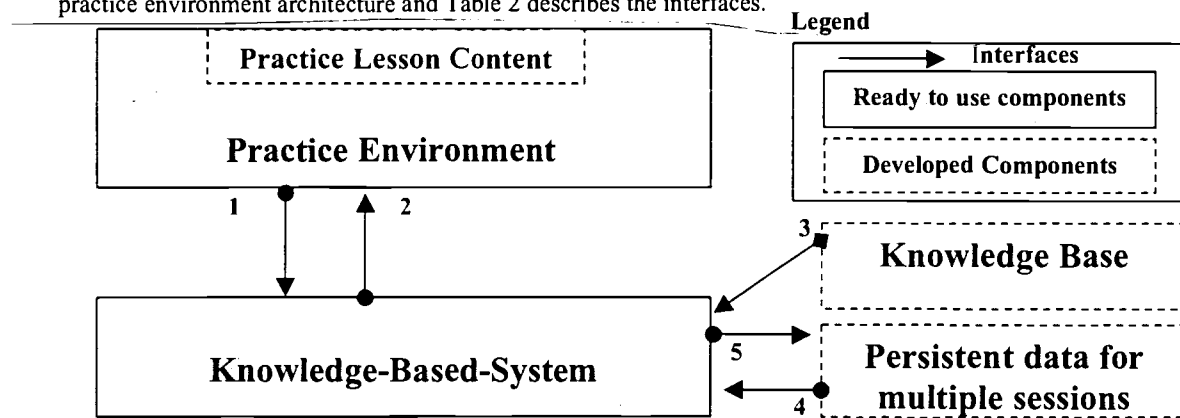 practice environment architecture and Table 2 describes the interfaces.
Legend
Practice Lesson Content
Practice Environment
Interfaces
Ready to use components
Developed Components
1
2
3
Knowledge Base
Knowledge-Based-System
5
Persistent data for
multiple sessions
4